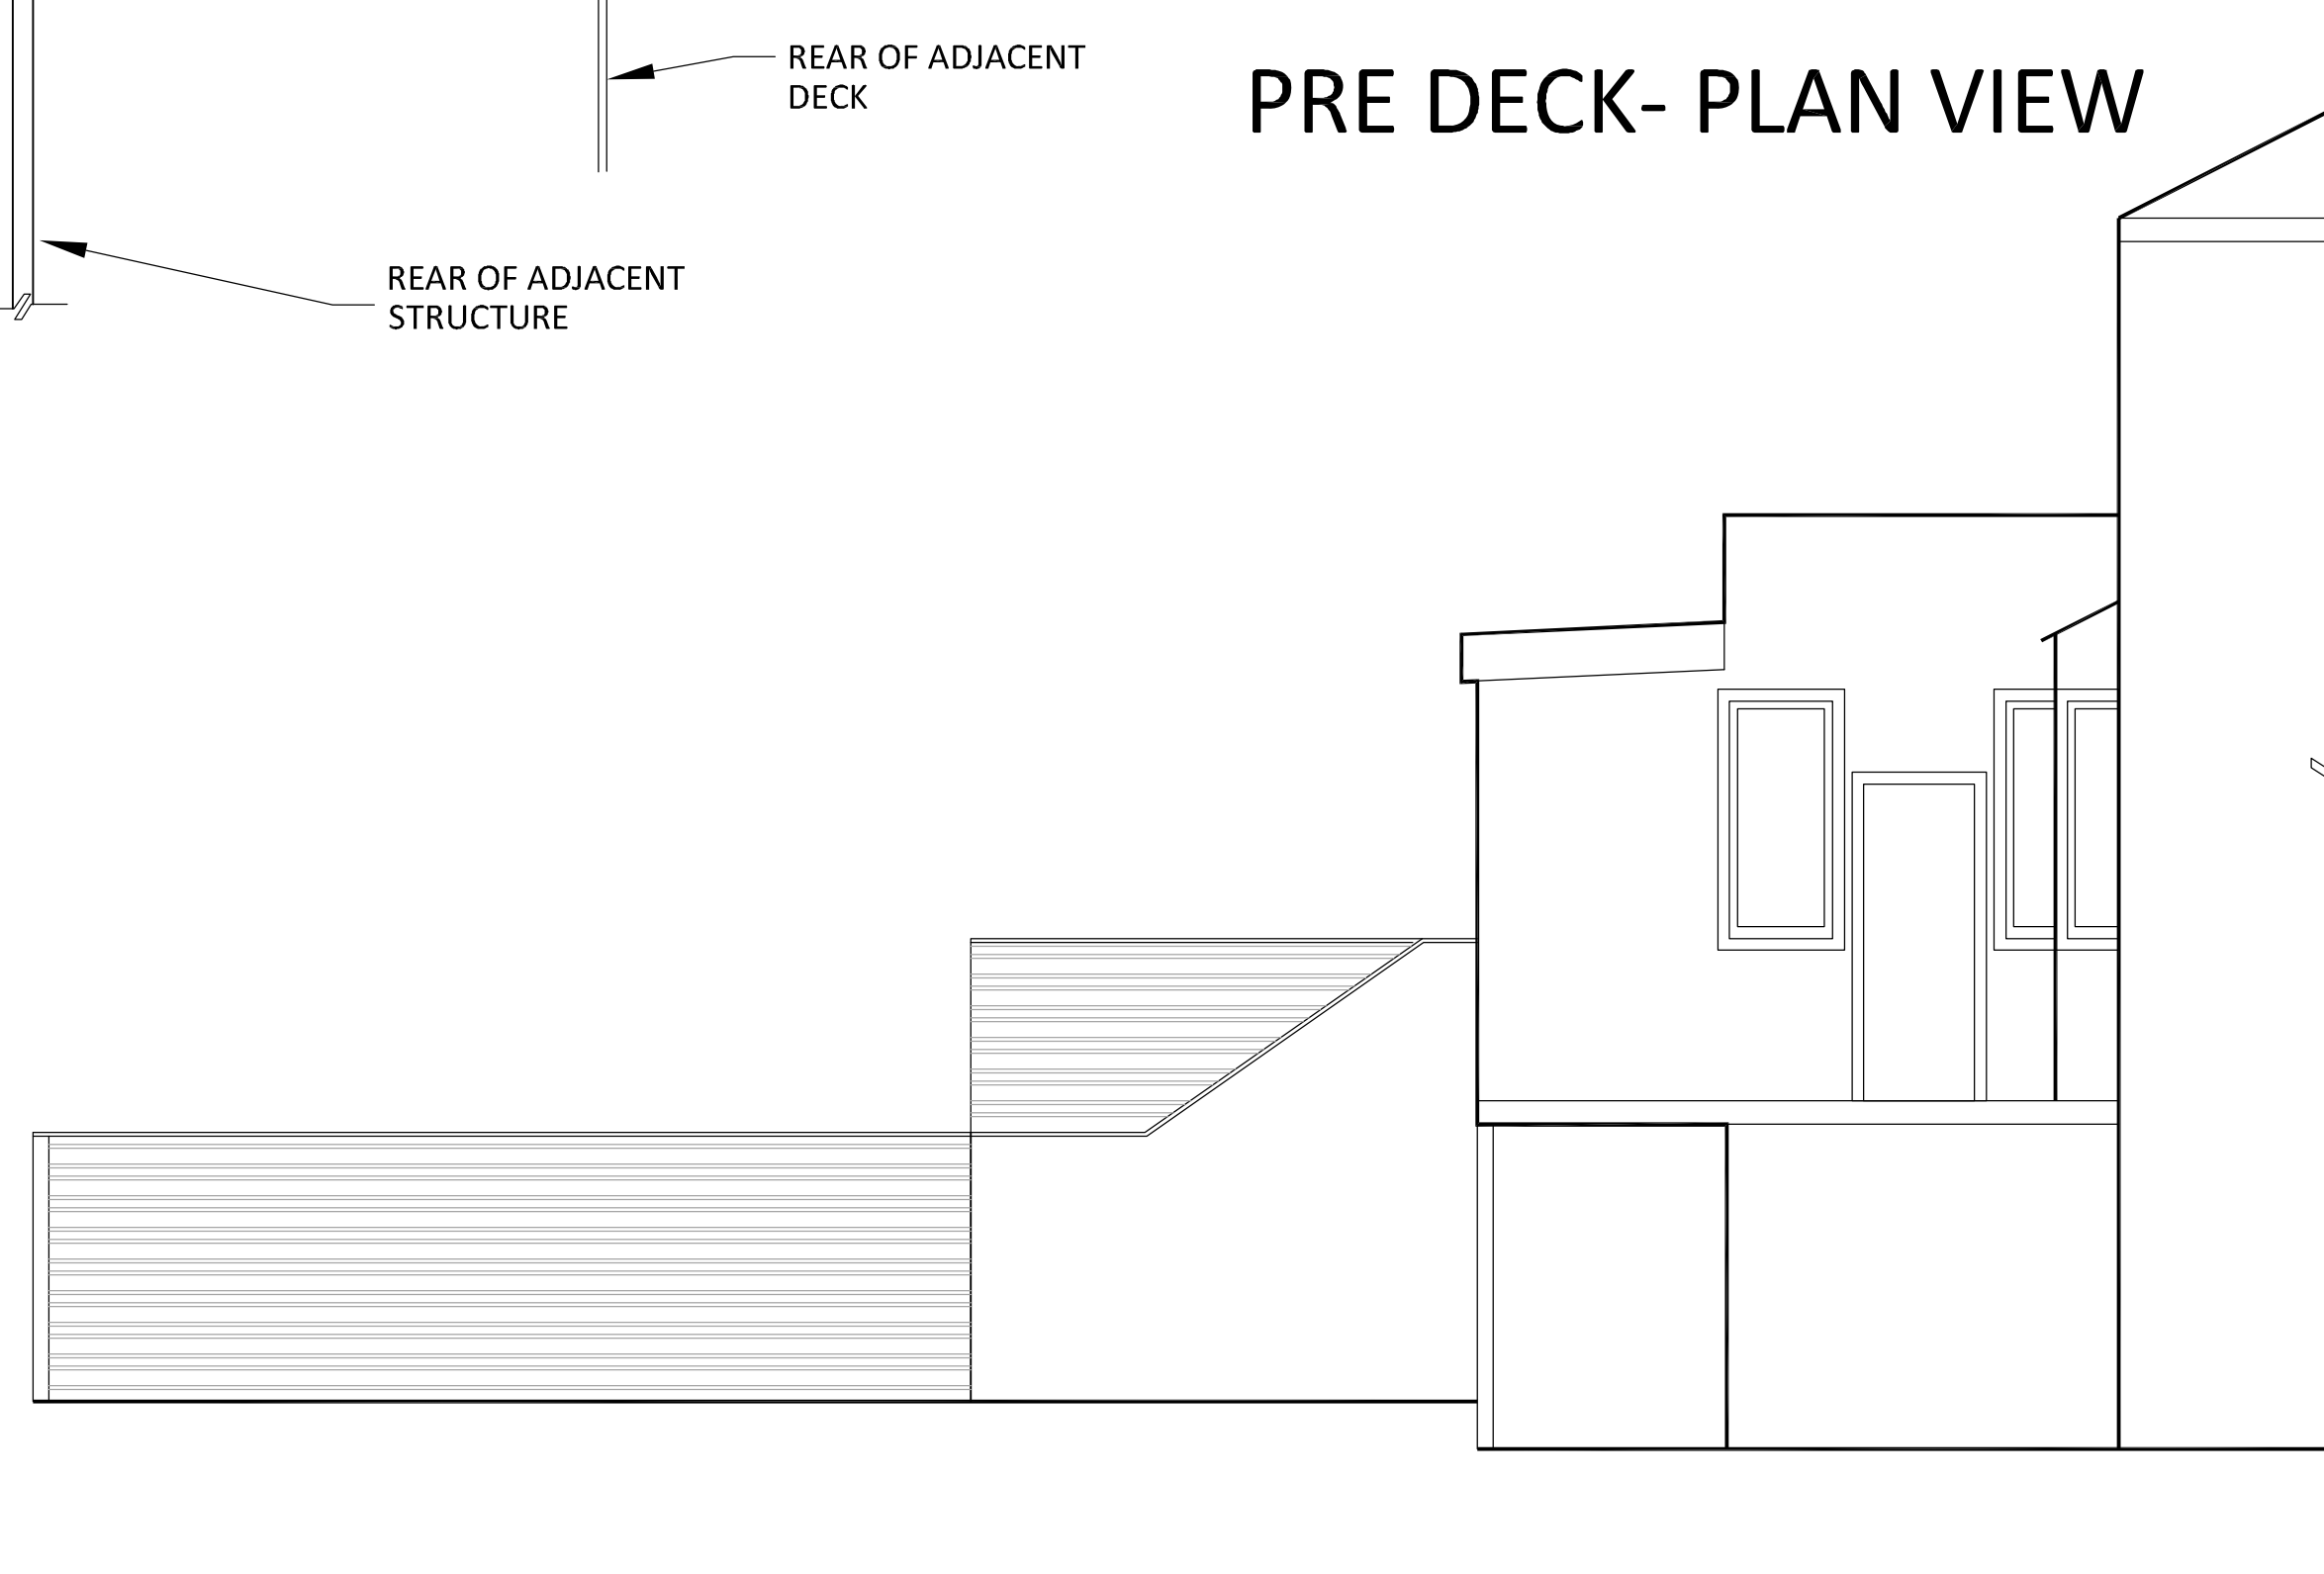 REAR OF ADJACENT
DECK
PRE DECK- PLAN VIEW
REAR OF ADJACENT
STRUCTURE